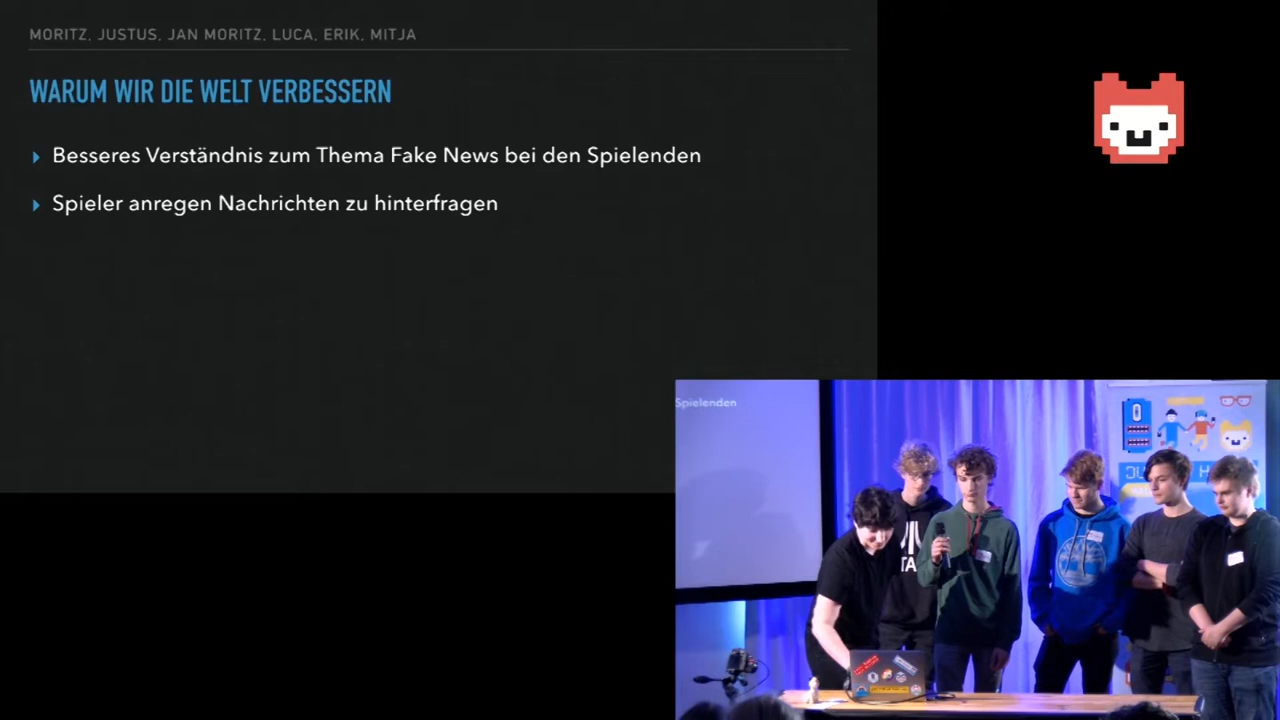 MORITZ, JUSTUS, JAN MORITZ, LUCA, ERIK, MITJA
WARUM WIR DIE WELT VERBESSERN
Besseres Verständnis zum Thema Fake News bei den Spielenden
Spieler anregen Nachrichten zu hinterfragen
Spielenden